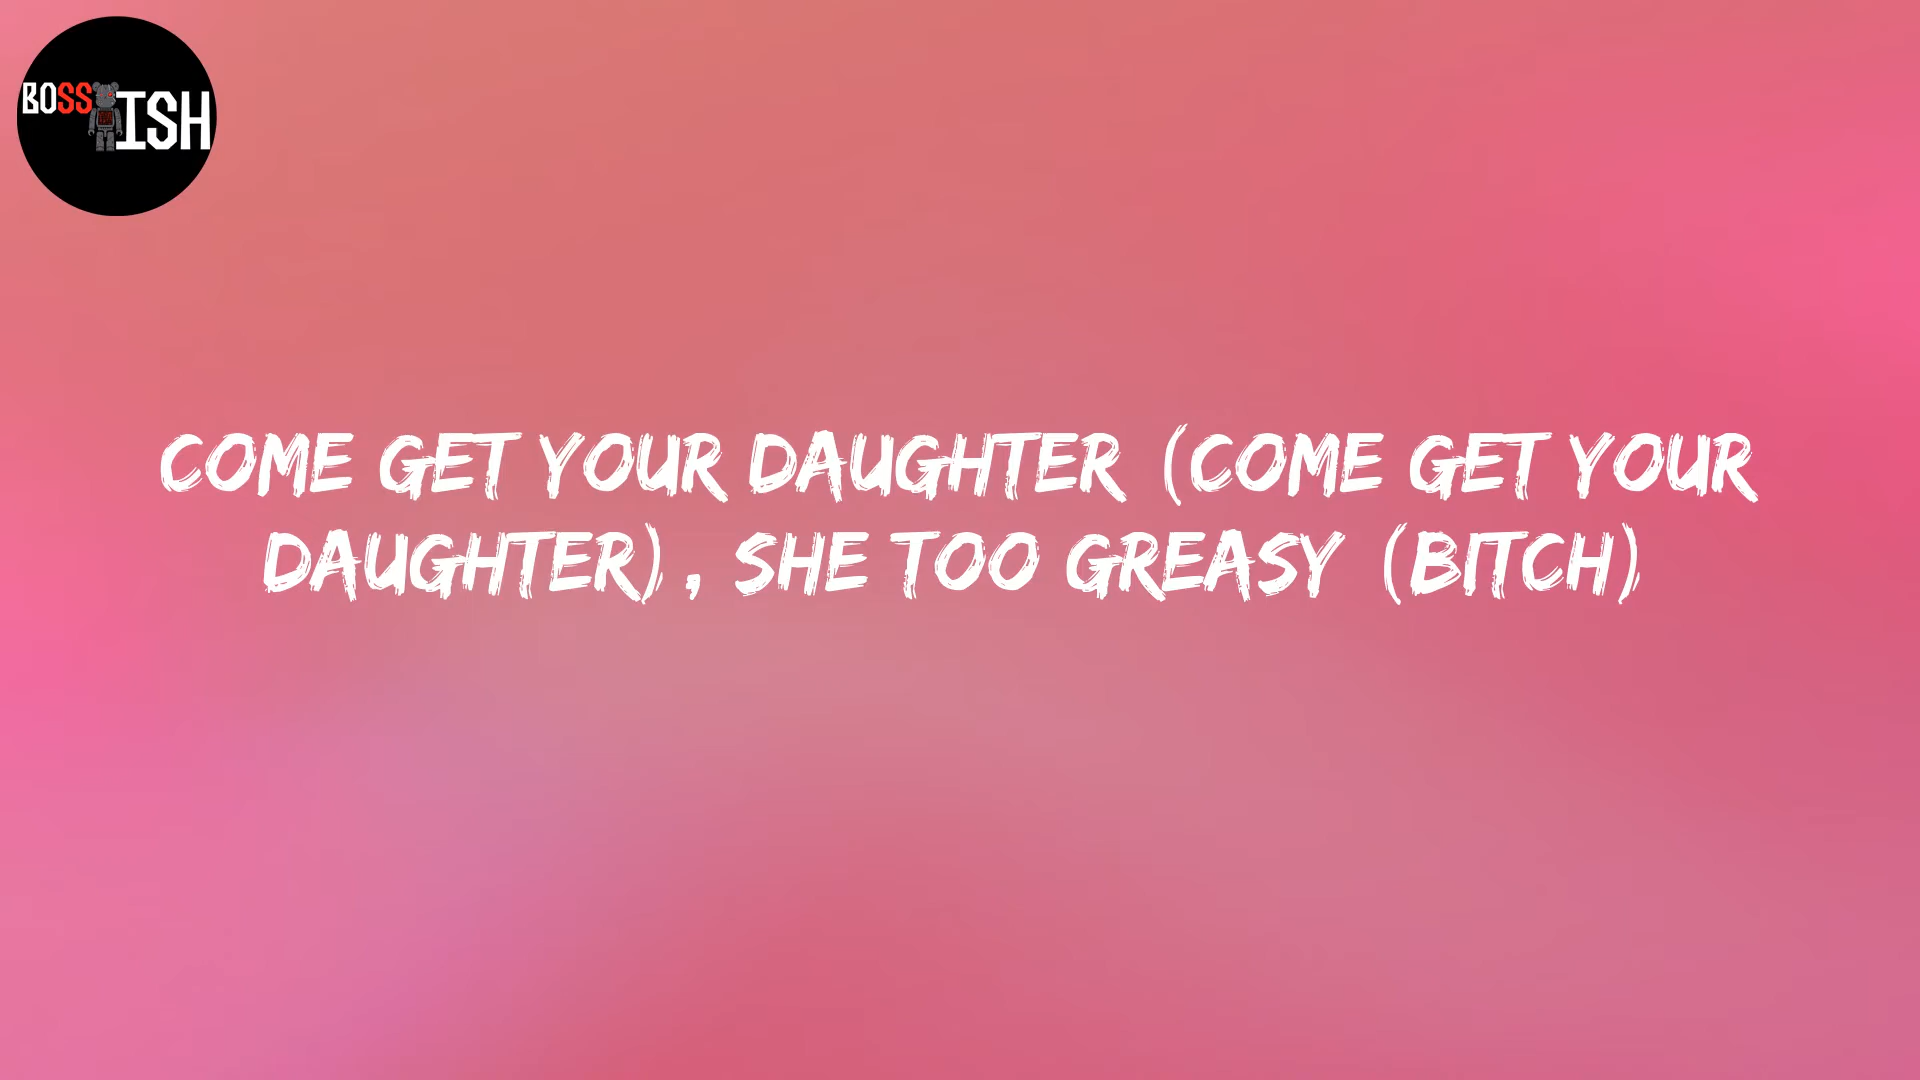 BOSS ISH
COME GET YOUR DAUGHTER (COME GET YOUR
DAUGHTER), SHE TOO GREASY (BITCH)